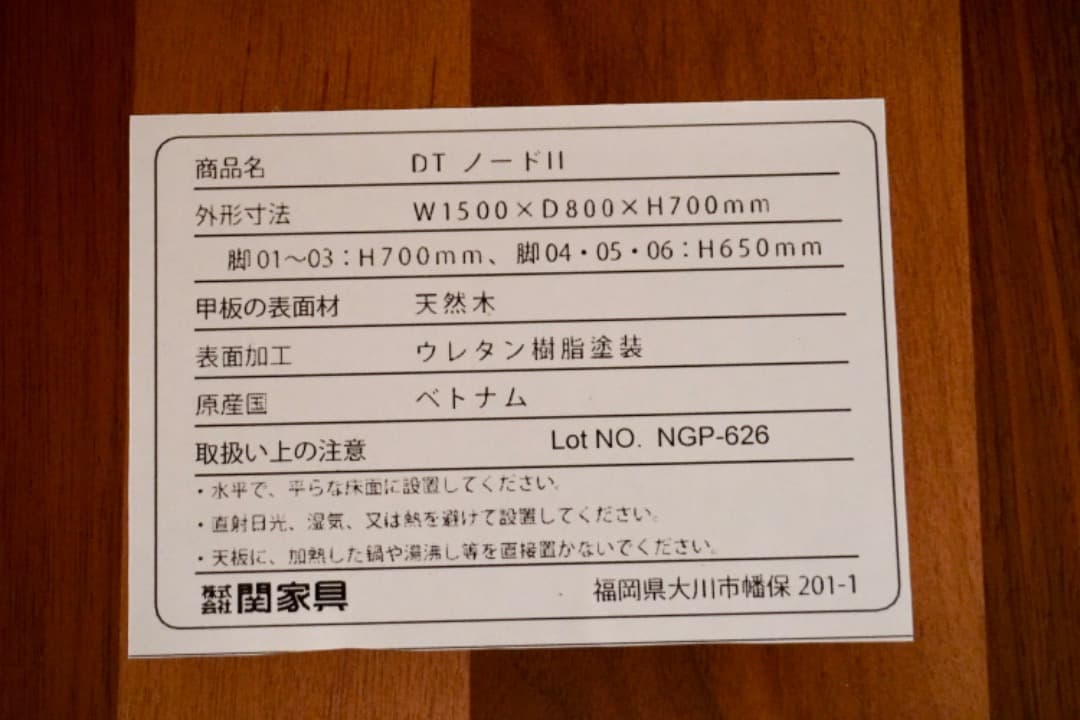 商品名 DT ノードII
外形寸法 W1500×D800×H700mm
脚01～03：H700mm、脚04・05・06：H650mm
甲板の表面材 天然木
表面加工 ウレタン樹脂塗装
原産国 ベトナム
取扱い上の注意 Lot NO. NGP-626
・水平で、平らな床面に設置してください。
・直射日光、湿気、又は熱を避けて設置してください。
・天板に、加熱した鍋や湯沸し等を直接置かないでください。
株式会社 関家具 福岡県大川市幡保 201-1